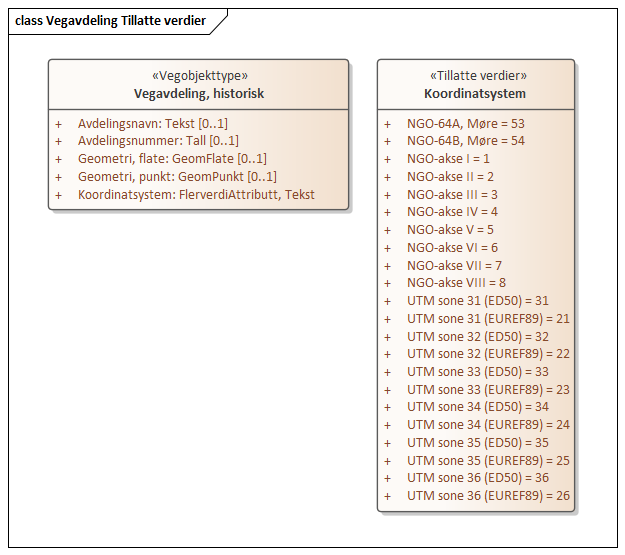 class Vegavdeling Tillatte verdier
«Vegobjekttype»
Vegavdeling, historisk
+ Avdelingsnavn: Tekst [0..1]
+ Avdelingsnummer: Tall [0..1]
+ Geometri, flate: GeomFlate [0..1]
+ Geometri, punkt: GeomPunkt [0..1]
+ Koordinatsystem: FlerverdiAttributt, Tekst
«Tillatte verdier»
Koordinatsystem
+ NGO-64A, Møre = 53
+ NGO-64B, Møre = 54
+ NGO-akse I = 1
+ NGO-akse II = 2
+ NGO-akse III = 3
+ NGO-akse IV = 4
+ NGO-akse V = 5
+ NGO-akse VI = 6
+ NGO-akse VII = 7
+ NGO-akse VIII = 8
+ UTM sone 31 (ED50) = 31
+ UTM sone 31 (EUREF89) = 21
+ UTM sone 32 (ED50) = 32
+ UTM sone 32 (EUREF89) = 22
+ UTM sone 33 (ED50) = 33
+ UTM sone 33 (EUREF89) = 23
+ UTM sone 34 (ED50) = 34
+ UTM sone 34 (EUREF89) = 24
+ UTM sone 35 (ED50) = 35
+ UTM sone 35 (EUREF89) = 25
+ UTM sone 36 (ED50) = 36
+ UTM sone 36 (EUREF89) = 26